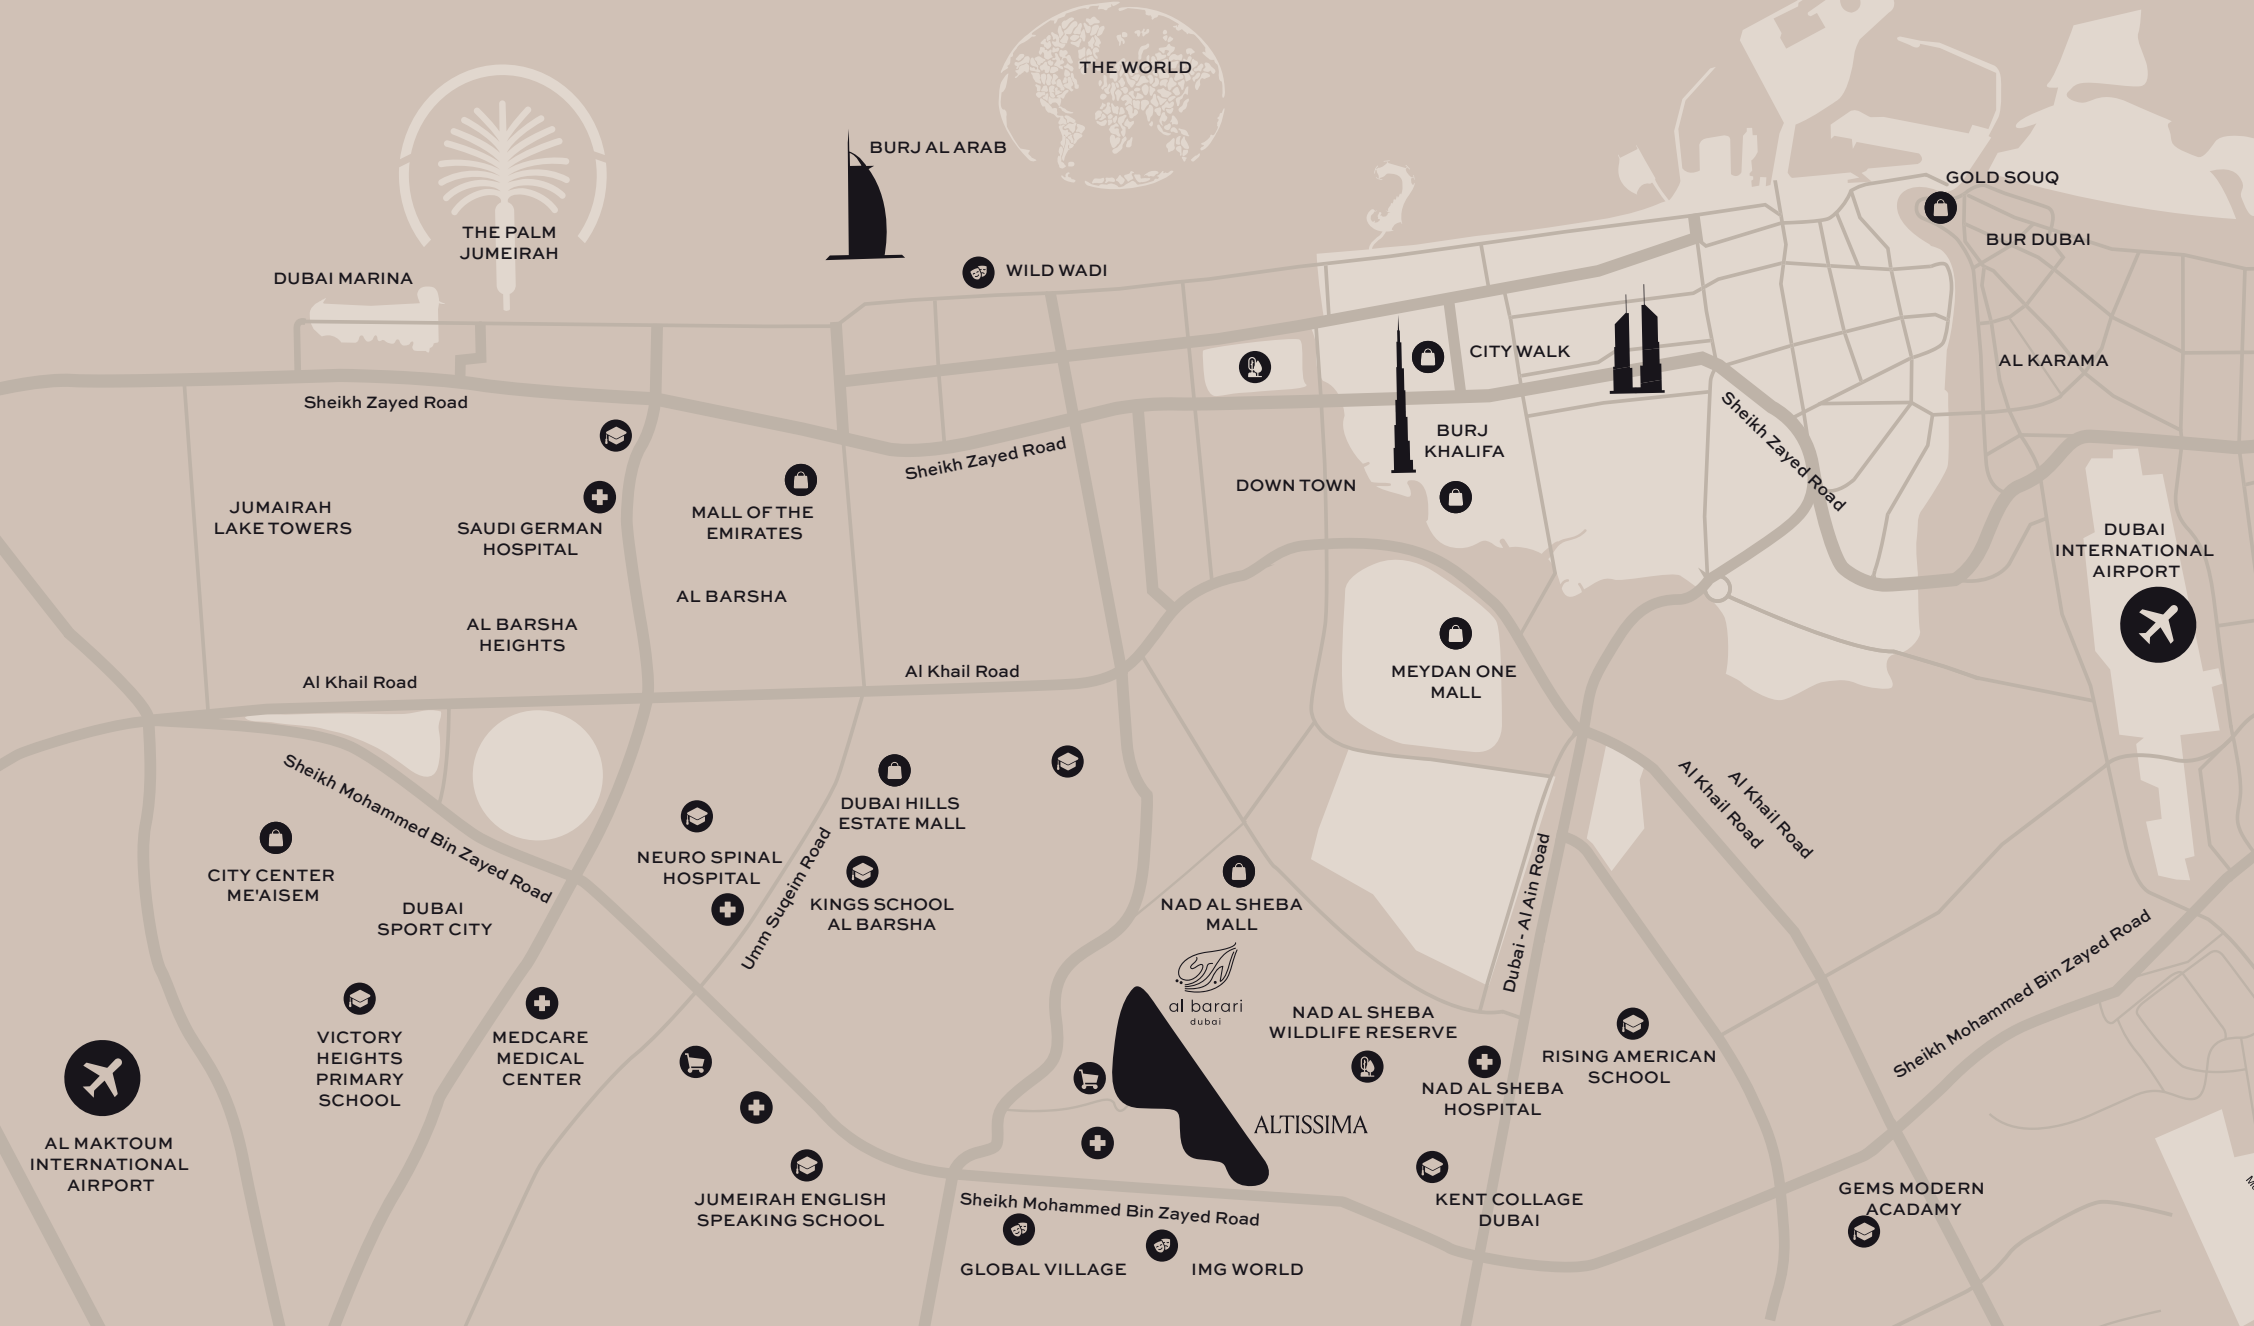 THE WORLD
BURJ AL ARAB
GOLD SOUQ
THE PALM
JUMEIRAH
BUR DUBAI
DUBAI MARINA
WILD WADI
CITY WALK
AL KARAMA
Sheikh Zayed Road
BURJ
KHALIFA
Sheikh Zayed Road
Sheikh Zayed Road
DOWN TOWN
JUMAIRAH
LAKE TOWERS
SAUDI GERMAN
HOSPITAL
MALL OF THE
EMIRATES
DUBAI
INTERNATIONAL
AIRPORT
AL BARSHA
AL BARSHA
HEIGHTS
Al Khail Road
Al Khail Road
MEYDAN ONE
MALL
Sheikh Mohammed Bin Zayed Road
DUBAI HILLS
ESTATE MALL
Al Khail Road
Al Khail Road
CITY CENTER
ME'AISEM
NEURO SPINAL
HOSPITAL
Umm Suqeim Road
KINGS SCHOOL
AL BARSHA
NAD AL SHEBA
MALL
Dubai - Al Ain Road
DUBAI
SPORT CITY
Sheikh Mohammed Bin Zayed Road
al barari
dubai
NAD AL SHEBA
WILDLIFE RESERVE
VICTORY
HEIGHTS
PRIMARY
SCHOOL
MEDCARE
MEDICAL
CENTER
RISING AMERICAN
SCHOOL
NAD AL SHEBA
HOSPITAL
ALTISSIMA
AL MAKTOUM
INTERNATIONAL
AIRPORT
JUMEIRAH ENGLISH
SPEAKING SCHOOL
Sheikh Mohammed Bin Zayed Road
KENT COLLAGE
DUBAI
GEMS MODERN
ACADAMY
GLOBAL VILLAGE
IMG WORLD